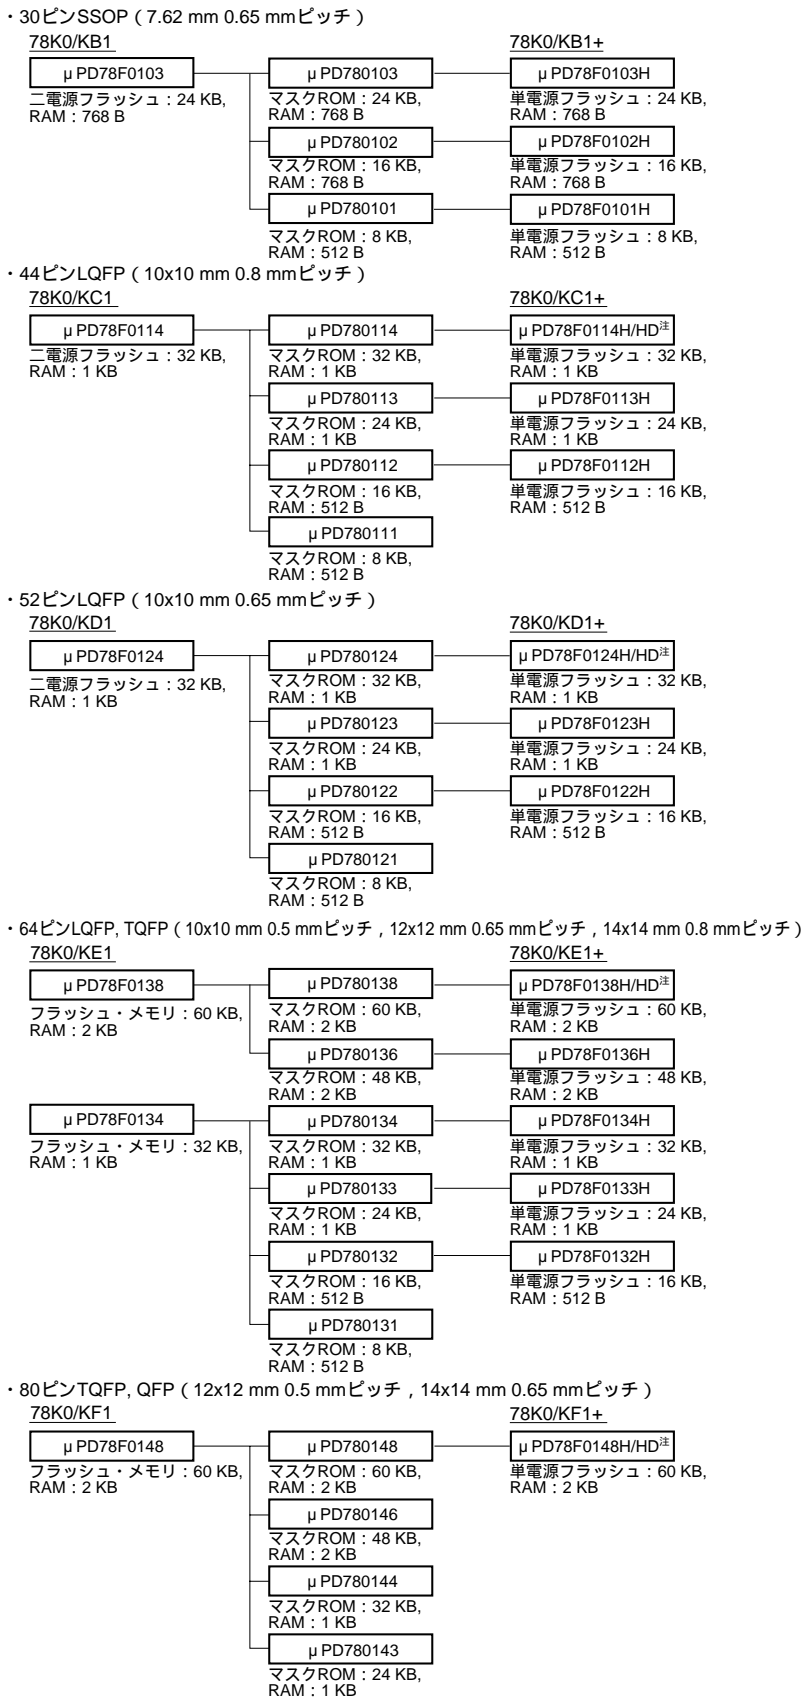 ・30ピンSSOP（7.62 mm 0.65 mmピッチ）
78K0/KB1
78K0/KB1+
μPD78F0103
μPD780103
μPD78F0103H
二電源フラッシュ：24 KB,
RAM：768 B
マスクROM：24 KB,
RAM：768 B
単電源フラッシュ：24 KB,
RAM：768 B
μPD780102
μPD78F0102H
マスクROM：16 KB,
RAM：768 B
単電源フラッシュ：16 KB,
RAM：768 B
μPD780101
μPD78F0101H
マスクROM：8 KB,
RAM：512 B
単電源フラッシュ：8 KB,
RAM：512 B
・44ピンLQFP（10x10 mm 0.8 mmピッチ）
78K0/KC1
78K0/KC1+
μPD78F0114
μPD780114
μPD78F0114H/HD注
二電源フラッシュ：32 KB,
RAM：1 KB
マスクROM：32 KB,
RAM：1 KB
単電源フラッシュ：32 KB,
RAM：1 KB
μPD780113
μPD78F0113H
マスクROM：24 KB,
RAM：1 KB
単電源フラッシュ：24 KB,
RAM：1 KB
μPD780112
μPD78F0112H
マスクROM：16 KB,
RAM：512 B
単電源フラッシュ：16 KB,
RAM：512 B
μPD780111
マスクROM：8 KB,
RAM：512 B
・52ピンLQFP（10x10 mm 0.65 mmピッチ）
78K0/KD1
78K0/KD1+
μPD78F0124
μPD780124
μPD78F0124H/HD注
二電源フラッシュ：32 KB,
RAM：1 KB
マスクROM：32 KB,
RAM：1 KB
単電源フラッシュ：32 KB,
RAM：1 KB
μPD780123
μPD78F0123H
マスクROM：24 KB,
RAM：1 KB
単電源フラッシュ：24 KB,
RAM：1 KB
μPD780122
μPD78F0122H
マスクROM：16 KB,
RAM：512 B
単電源フラッシュ：16 KB,
RAM：512 B
μPD780121
マスクROM：8 KB,
RAM：512 B
・64ピンLQFP, TQFP（10x10 mm 0.5 mmピッチ，12x12 mm 0.65 mmピッチ，14x14 mm 0.8 mmピッチ）
78K0/KE1
78K0/KE1+
μPD78F0138
μPD780138
μPD78F0138H/HD注
フラッシュ・メモリ：60 KB,
RAM：2 KB
マスクROM：60 KB,
RAM：2 KB
単電源フラッシュ：60 KB,
RAM：2 KB
μPD780136
μPD78F0136H
マスクROM：48 KB,
RAM：2 KB
単電源フラッシュ：48 KB,
RAM：2 KB
μPD78F0134
μPD780134
μPD78F0134H
フラッシュ・メモリ：32 KB,
RAM：1 KB
マスクROM：32 KB,
RAM：1 KB
単電源フラッシュ：32 KB,
RAM：1 KB
μPD780133
μPD78F0133H
マスクROM：24 KB,
RAM：1 KB
単電源フラッシュ：24 KB,
RAM：1 KB
μPD780132
μPD78F0132H
マスクROM：16 KB,
RAM：512 B
単電源フラッシュ：16 KB,
RAM：512 B
μPD780131
マスクROM：8 KB,
RAM：512 B
・80ピンTQFP, QFP（12x12 mm 0.5 mmピッチ，14x14 mm 0.65 mmピッチ）
78K0/KF1
78K0/KF1+
μPD78F0148
μPD780148
μPD78F0148H/HD注
フラッシュ・メモリ：60 KB,
RAM：2 KB
マスクROM：60 KB,
RAM：2 KB
単電源フラッシュ：60 KB,
RAM：2 KB
μPD780146
マスクROM：48 KB,
RAM：2 KB
μPD780144
マスクROM：32 KB,
RAM：1 KB
μPD780143
マスクROM：24 KB,
RAM：1 KB